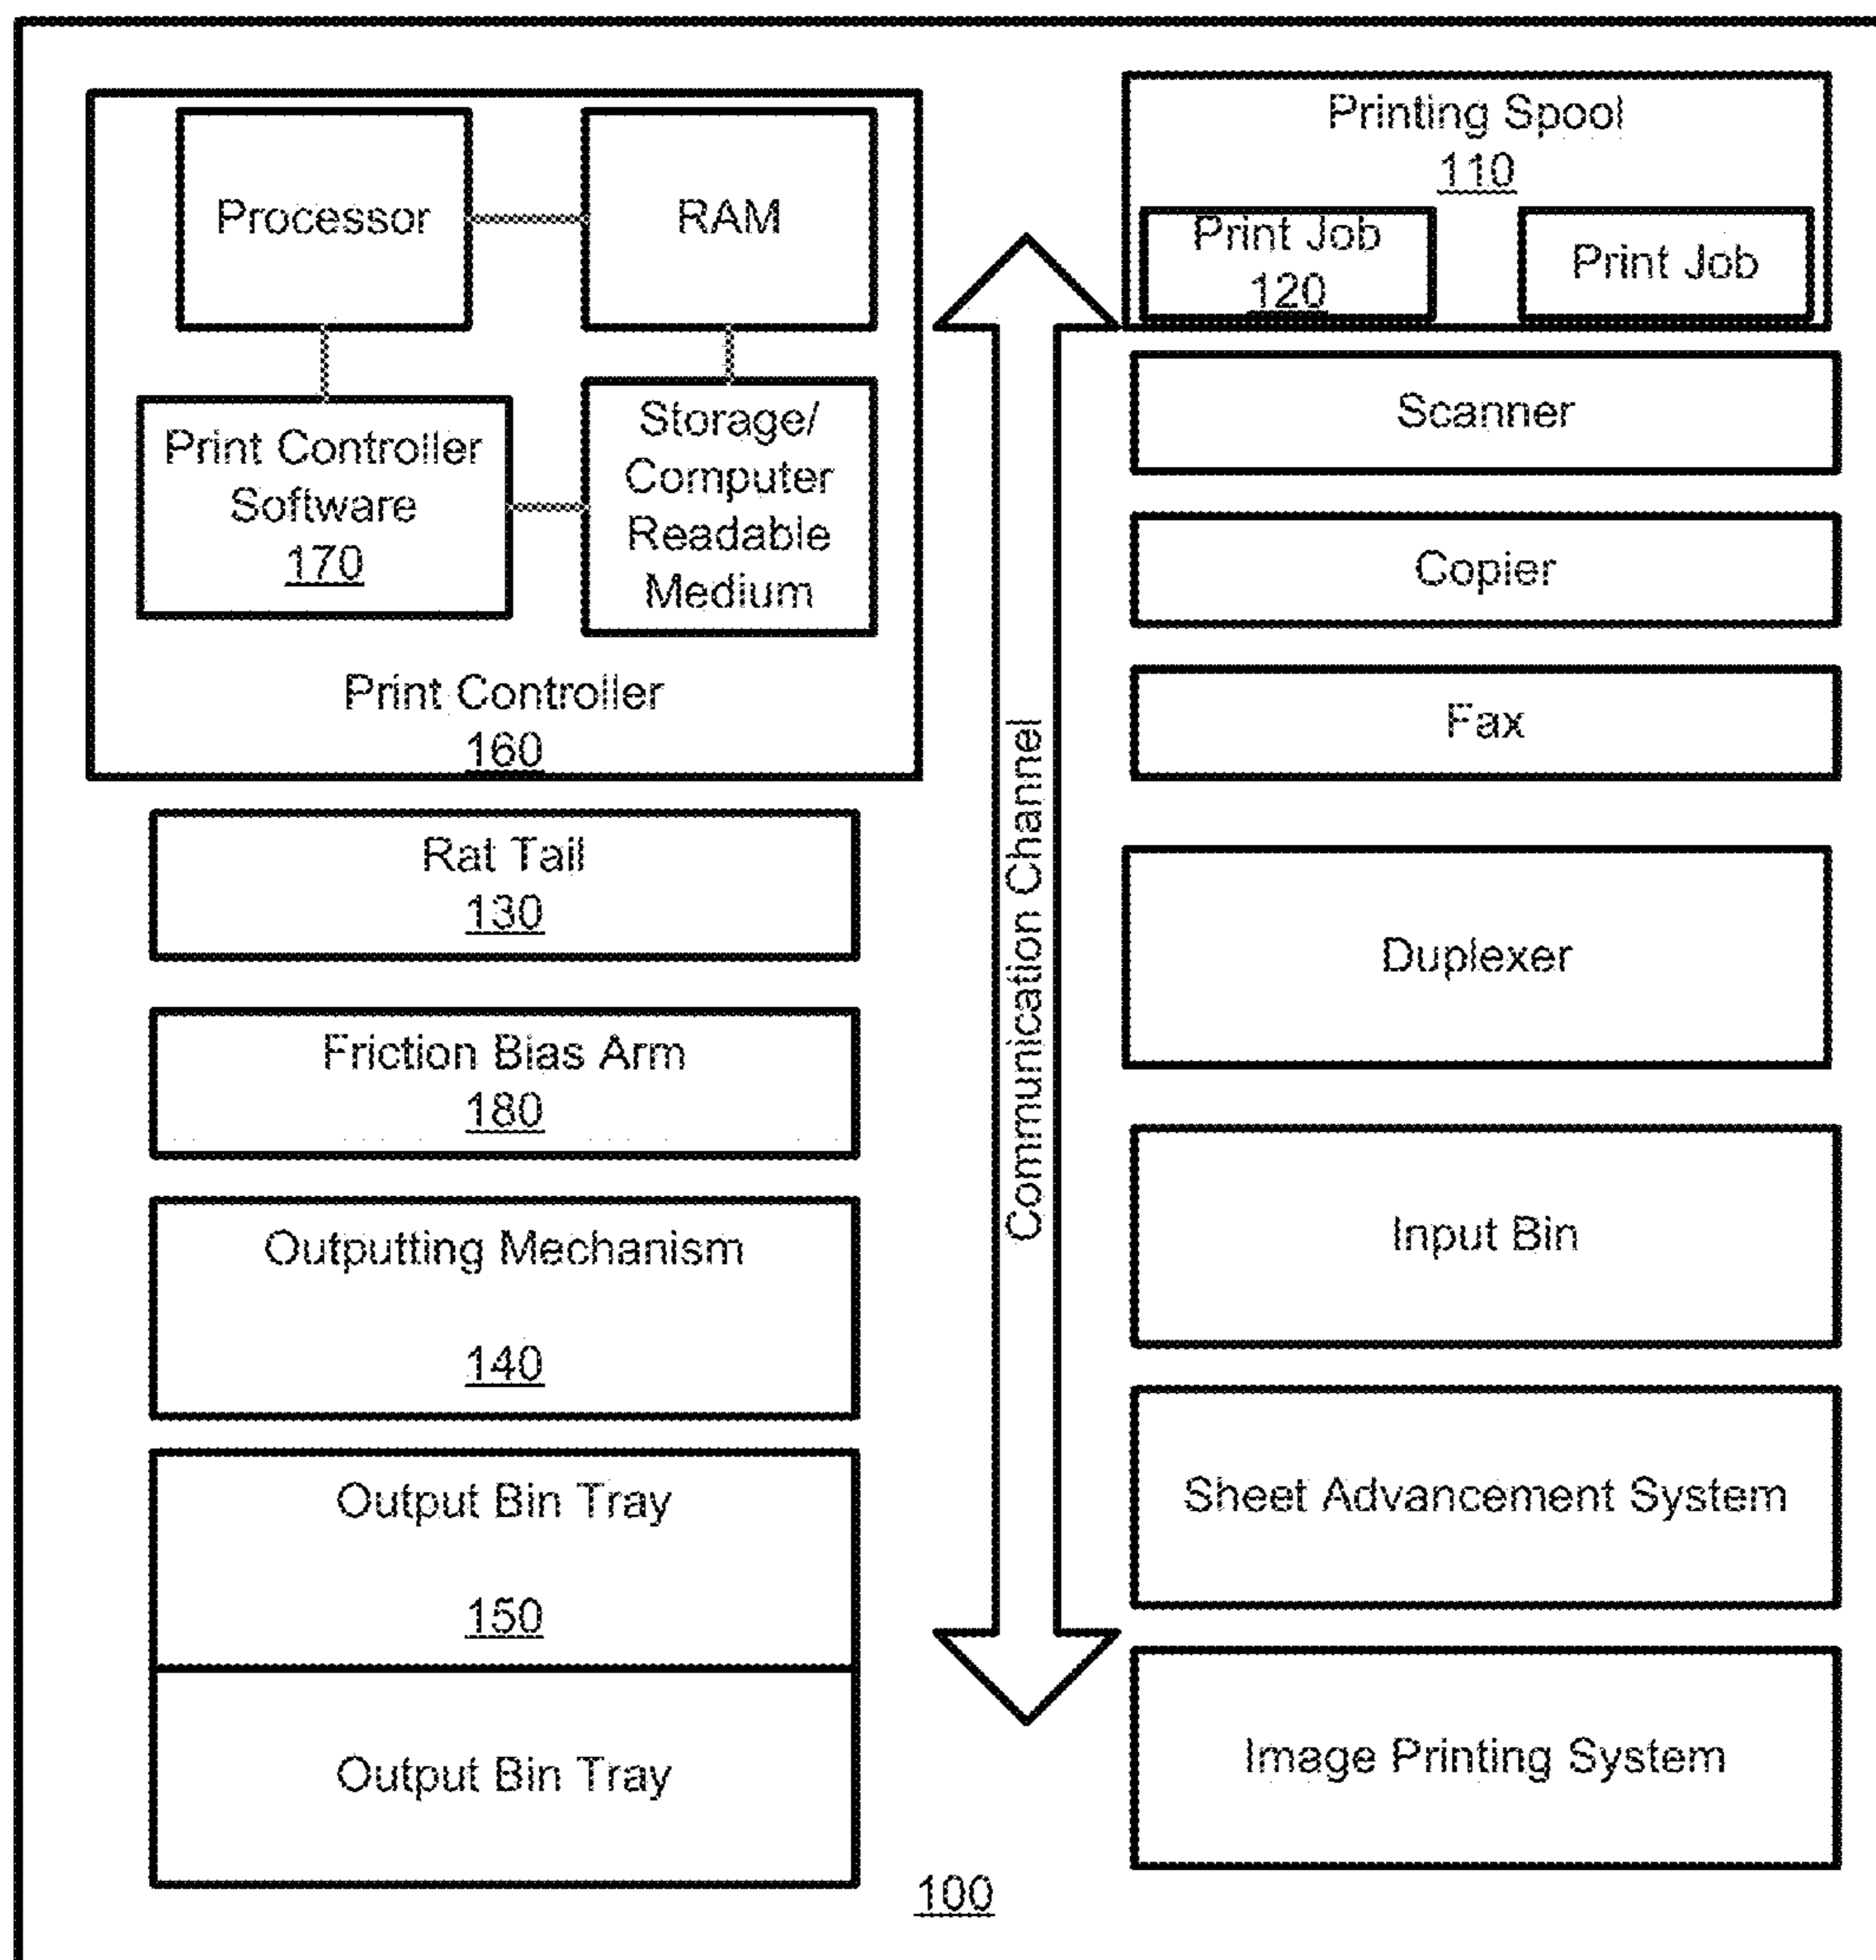 Processor
RAM
Print Controller
Software
170
Storage/
Computer
Readable
Medium
Print Controller
160
Rat Tail
130
Friction Bias Arm
180
Outputting Mechanism
140
Output Bin Tray
150
Output Bin Tray
Communication Channel
Printing Spool
110
Print Job
120
Print Job
Scanner
Copier
Fax
Duplexer
Input Bin
Sheet Advancement System
Image Printing System
100